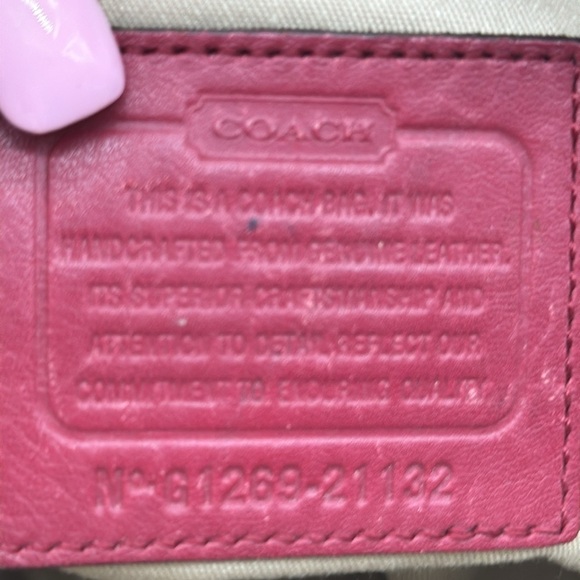 COACH
THIS IS A COACH BAG. IT WAS
HANDCRAFTED FROM GENUINE LEATHER.
ITS SUPERIOR CRAFTSMANSHIP AND
ATTENTION TO DETAIL REFLECT OUR
COMMITMENT TO ENDURING QUALITY.
Nº G1269-21132